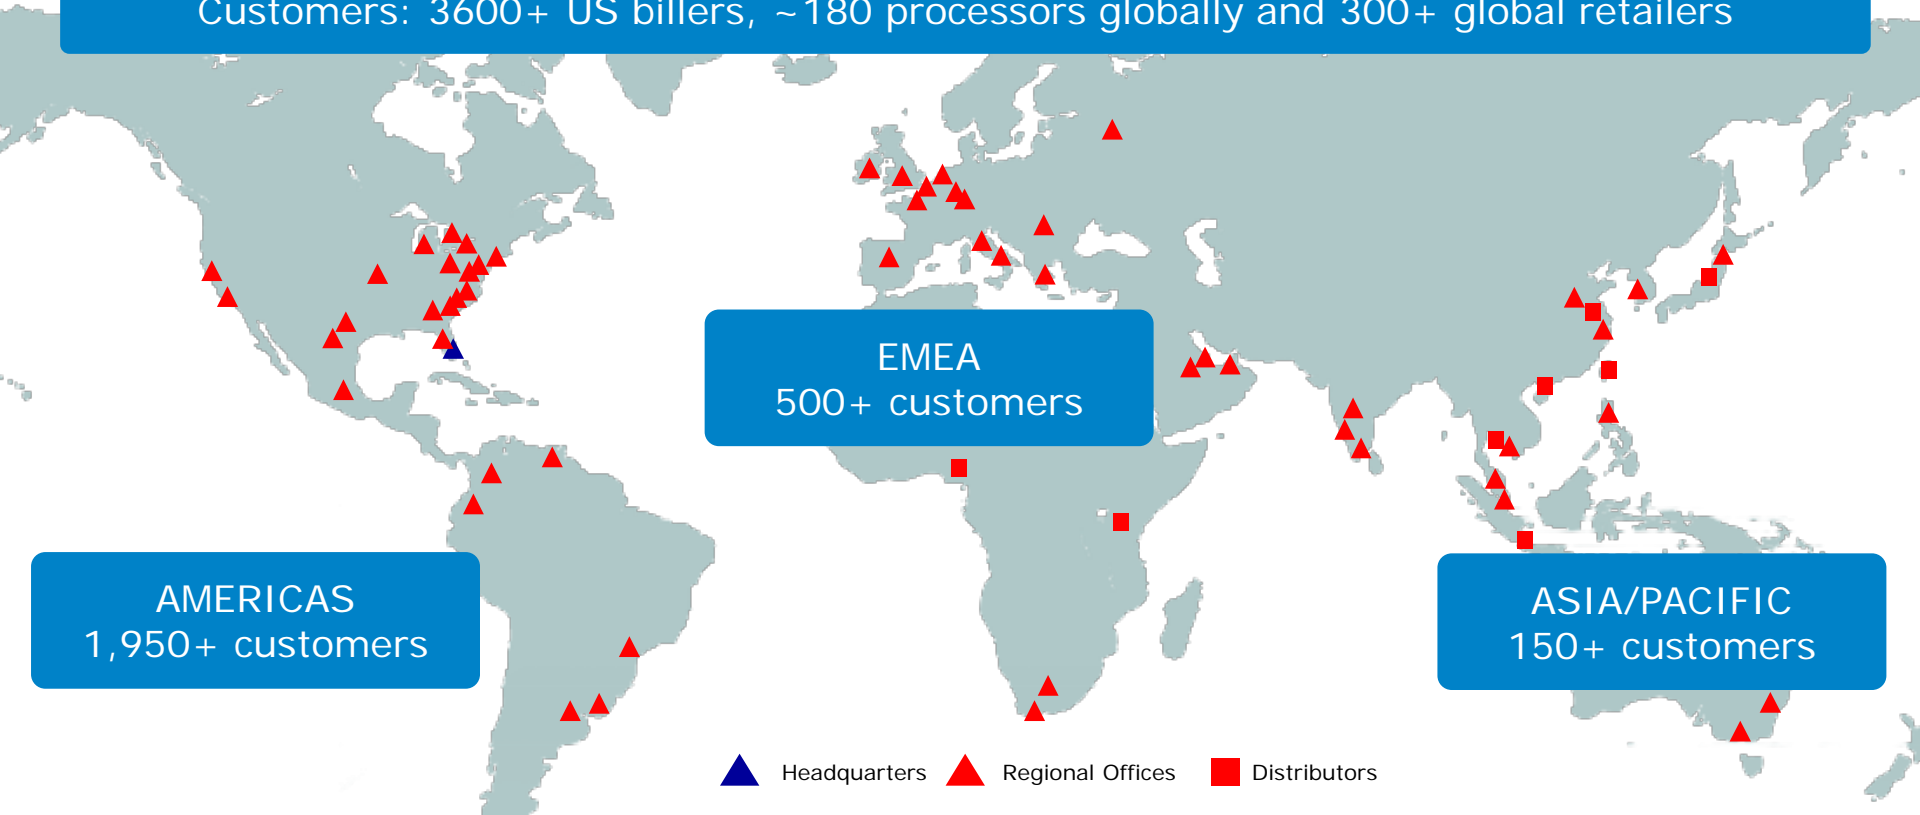 Customers: 3600+ US billers, ~180 processors globally and 300+ global retailers
EMEA
500+ customers
AMERICAS
1,950+ customers
ASIA/PACIFIC
150+ customers
Headquarters
Regional Offices
Distributors